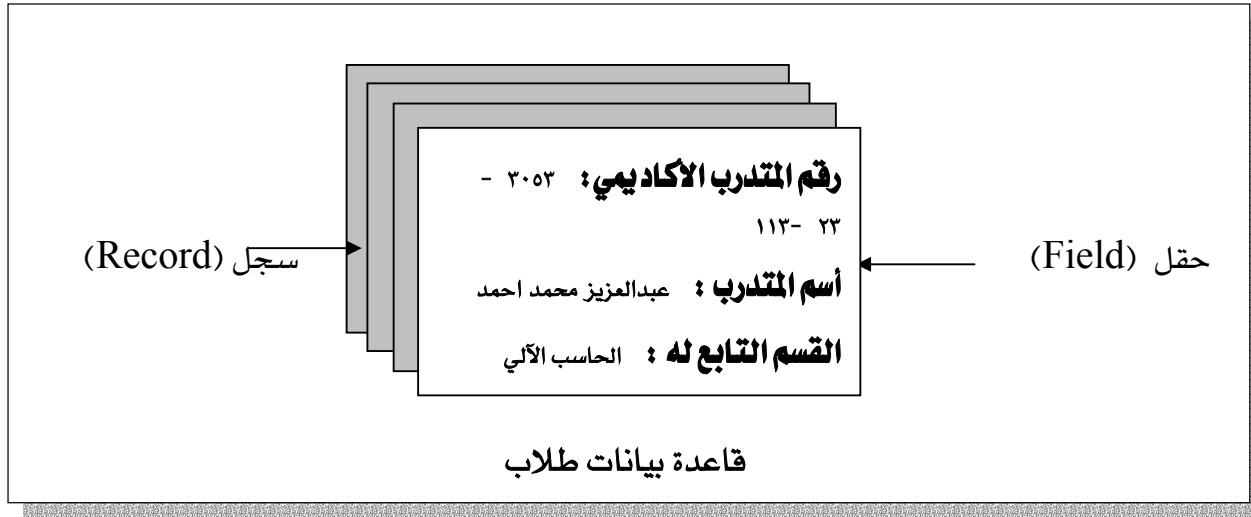 رقم المتدرب الأكاديمي: ٣٠٥٣ -
٢٣ -١١٣
حقل (Field)
سجل (Record)
أسم المتدرب : عبدالعزيز محمد احمد
القسم التابع له : الحاسب الآلي
قاعدة بيانات طلاب